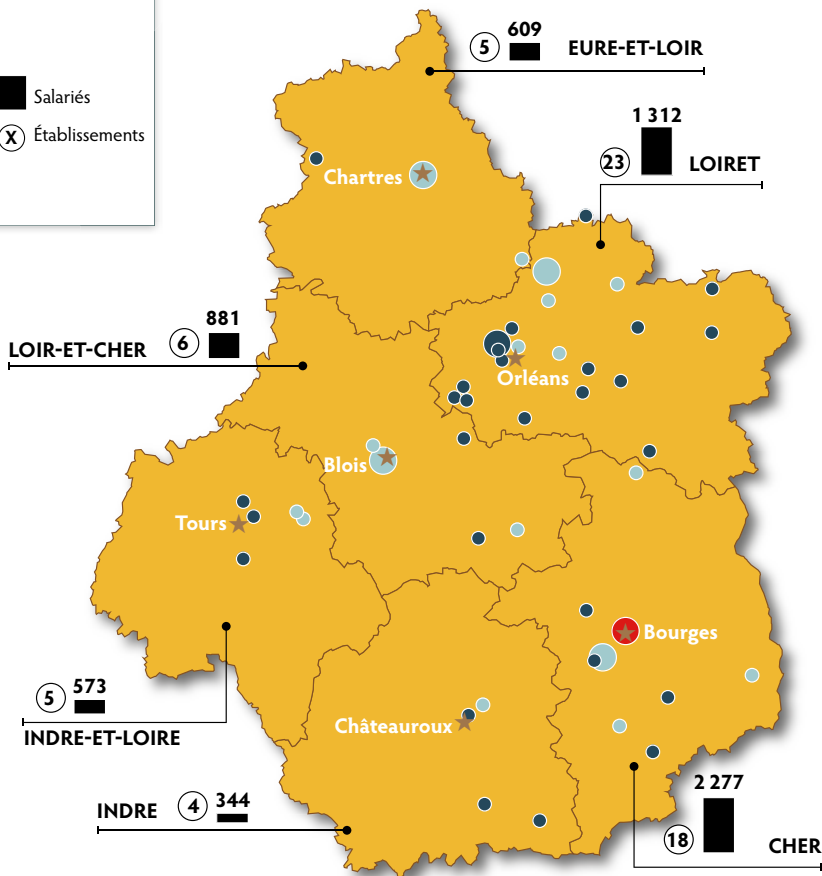 Salariés
X Établissements
609
5 EURE-ET-LOIR
1 312
23 LOIRET
Chartres
881
LOIR-ET-CHER 6
Orléans
Blois
Tours
Bourges
573
5
INDRE-ET-LOIRE
Châteauroux
INDRE 4 344
2 277
18 CHER